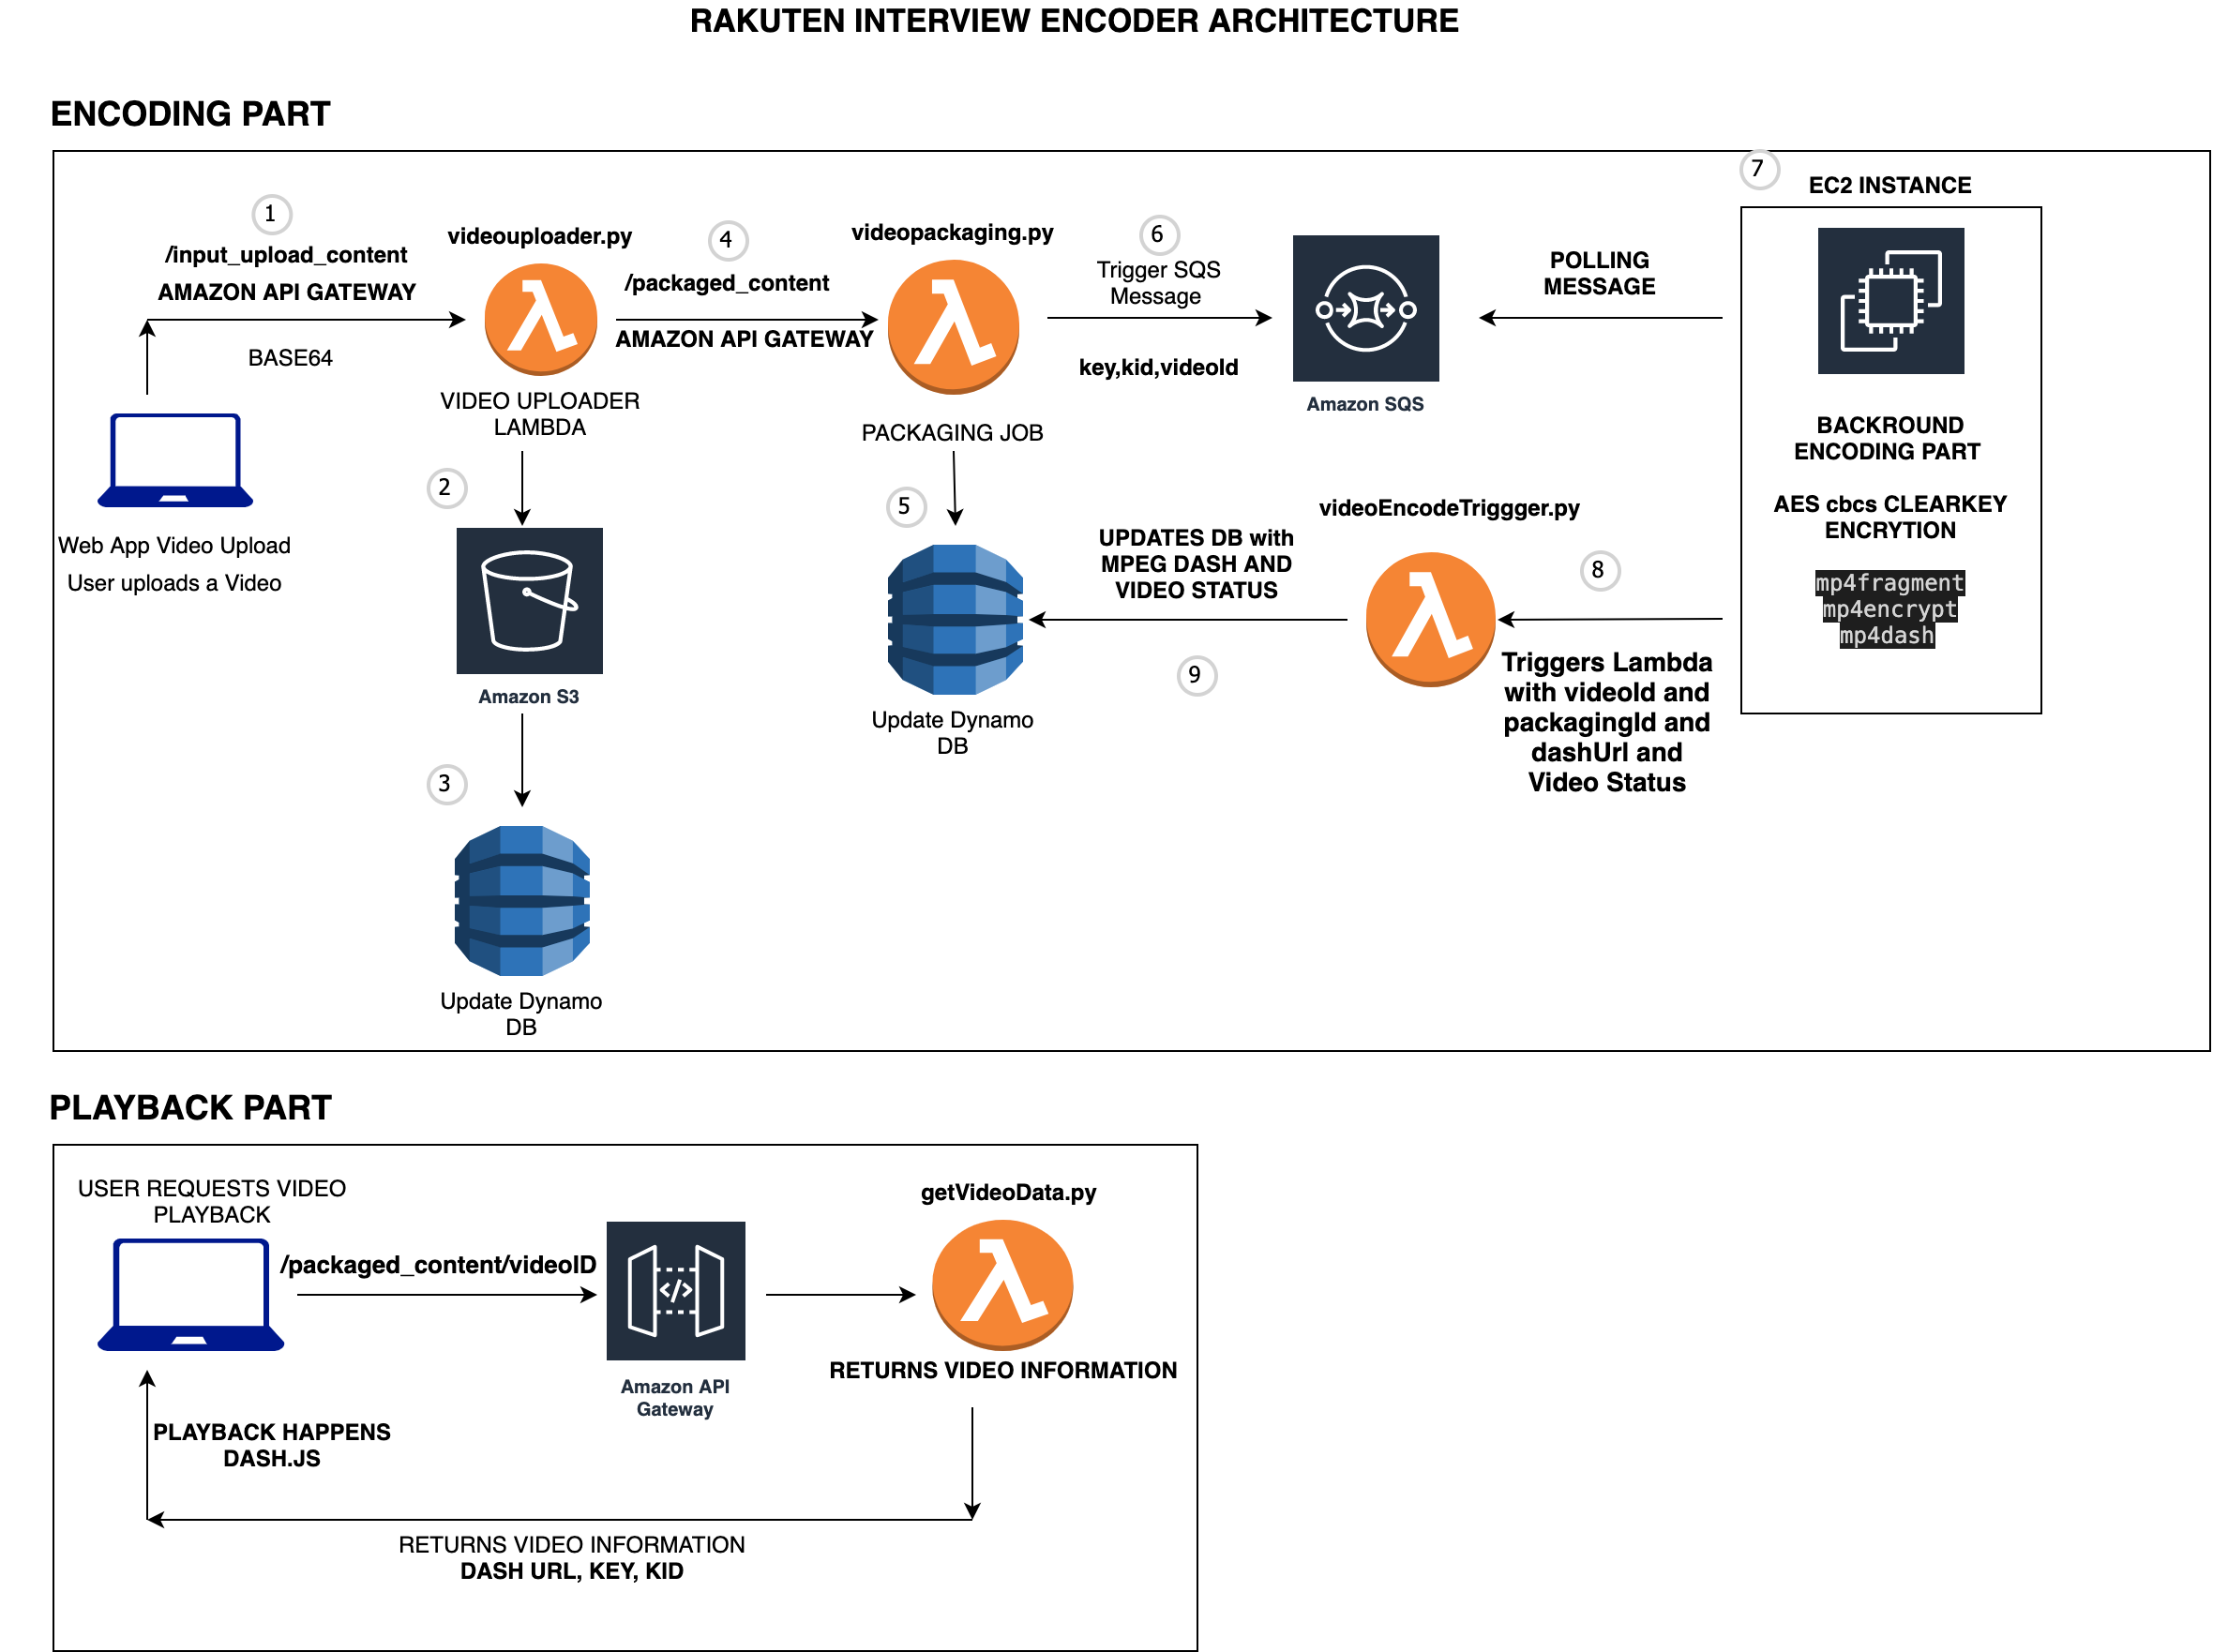 RAKUTEN INTERVIEW ENCODER ARCHITECTURE
ENCODING PART
1
/input_upload_content
AMAZON API GATEWAY
BASE64
Web App Video Upload
User uploads a Video
videouploader.py
VIDEO UPLOADER
LAMBDA
2
Amazon S3
3
Update Dynamo
DB
4
/packaged_content
AMAZON API GATEWAY
videopackaging.py
PACKAGING JOB
5
Update Dynamo
DB
6
Trigger SQS
Message
key,kid,videoId
Amazon SQS
POLLING
MESSAGE
7
EC2 INSTANCE
BACKROUND
ENCODING PART
AES cbcs CLEARKEY
ENCRYTION
mp4fragment
mp4encrypt
mp4dash
8
Triggers Lambda
with videoId and
packagingId and
dashUrl and
Video Status
videoEncodeTriggger.py
UPDATES DB with
MPEG DASH AND
VIDEO STATUS
9
PLAYBACK PART
USER REQUESTS VIDEO
PLAYBACK
/packaged_content/videoID
Amazon API
Gateway
getVideoData.py
RETURNS VIDEO INFORMATION
PLAYBACK HAPPENS
DASH.JS
RETURNS VIDEO INFORMATION
DASH URL, KEY, KID